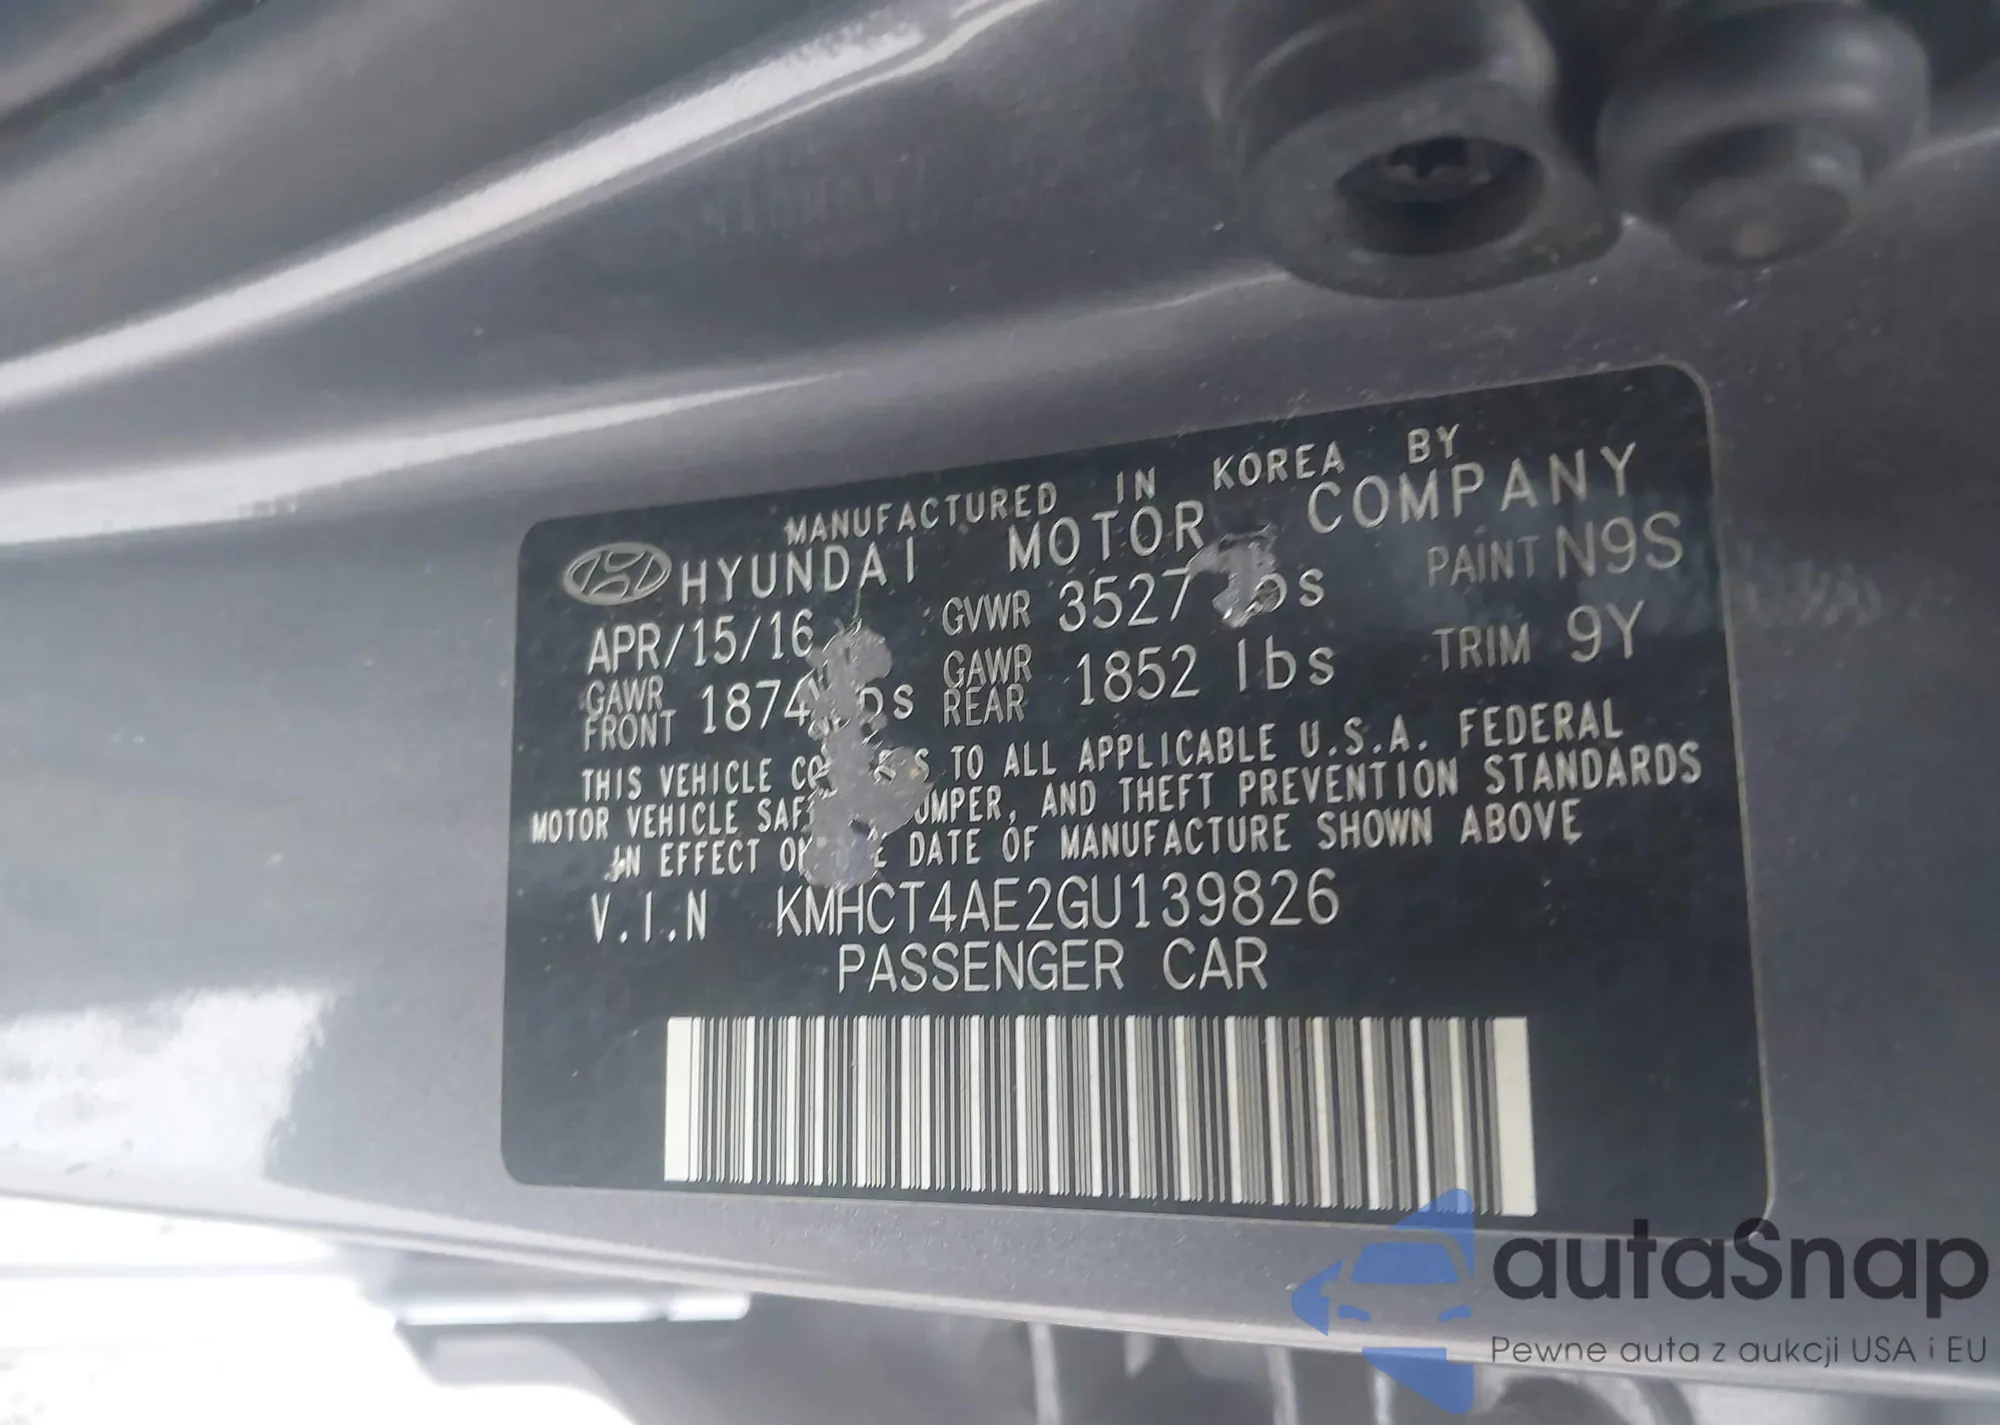 MANUFACTURED IN KOREA BY
HYUNDAI MOTOR COMPANY
APR/15/16 GVWR 3527 PAINT N9S
GAWR FRONT 1874 GAWR REAR 1852 lbs TRIM 9Y
THIS VEHICLE TO ALL APPLICABLE U.S.A. FEDERAL
MOTOR VEHICLE AND THEFT PREVENTION STANDARDS
IN EFFECT DATE OF MANUFACTURE SHOWN ABOVE
V.I.N KMHCT4AE2GU139826
PASSENGER CAR
autaSnap
Pewne auta z aukcji USA i EU